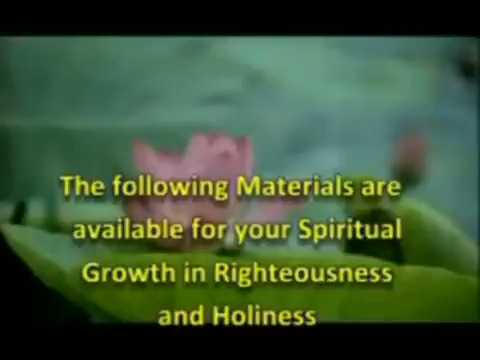 The following Materials are
available for your Spiritual
Growth in Righteousness
and Holiness